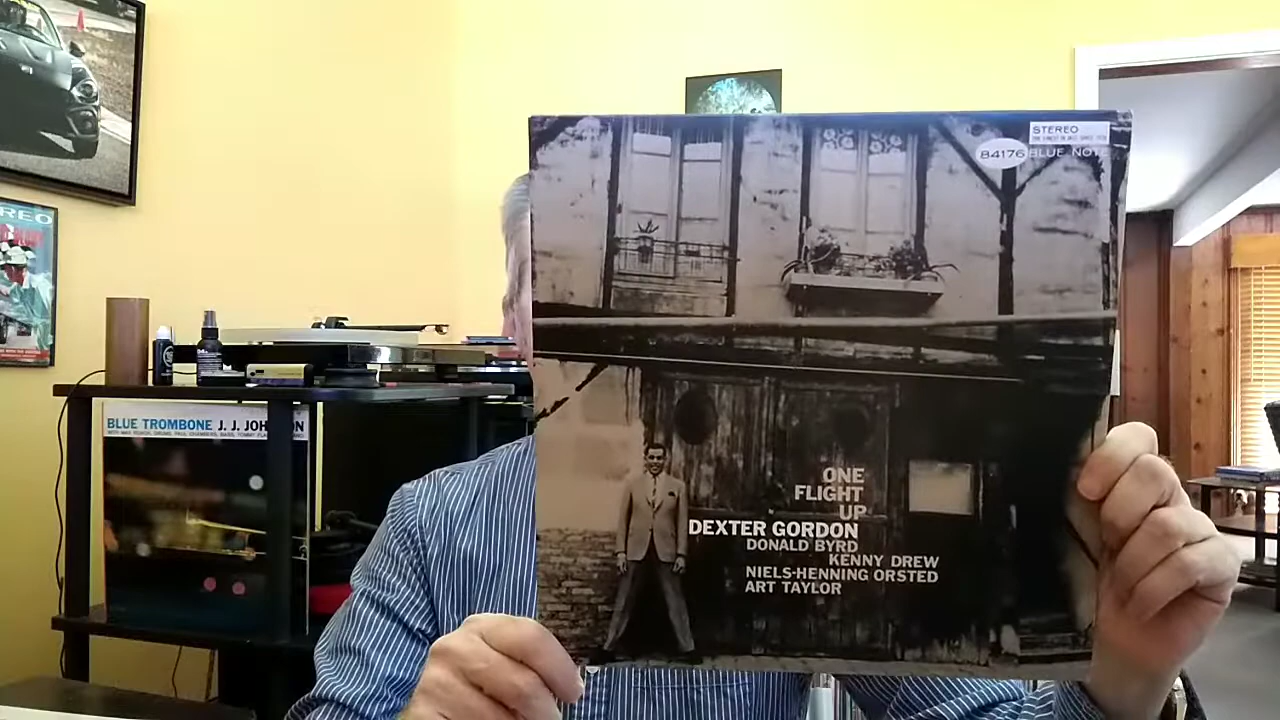 REO
BLUE TROMBONE J. J. JOHNSON
STEREO
84176 BLUE NOTE
ONE
FLIGHT
UP
DEXTER GORDON
DONALD BYRD
KENNY DREW
NIELS-HENNING ORSTED
ART TAYLOR